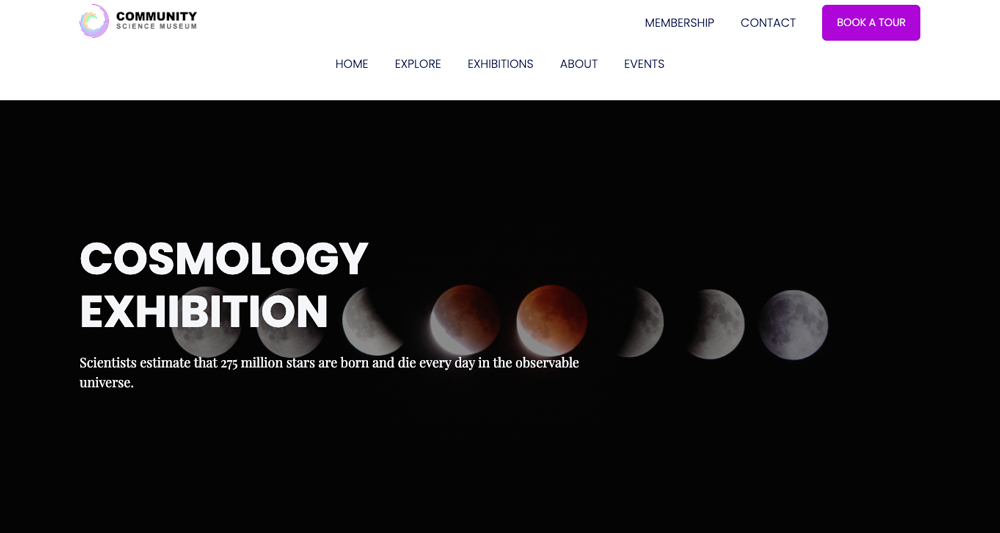 COMMUNITY
SCIENCE MUSEUM
MEMBERSHIP CONTACT BOOK A TOUR
HOME EXPLORE EXHIBITIONS ABOUT EVENTS
COSMOLOGY
EXHIBITION
Scientists estimate that 275 million stars are born and die every day in the observable
universe.